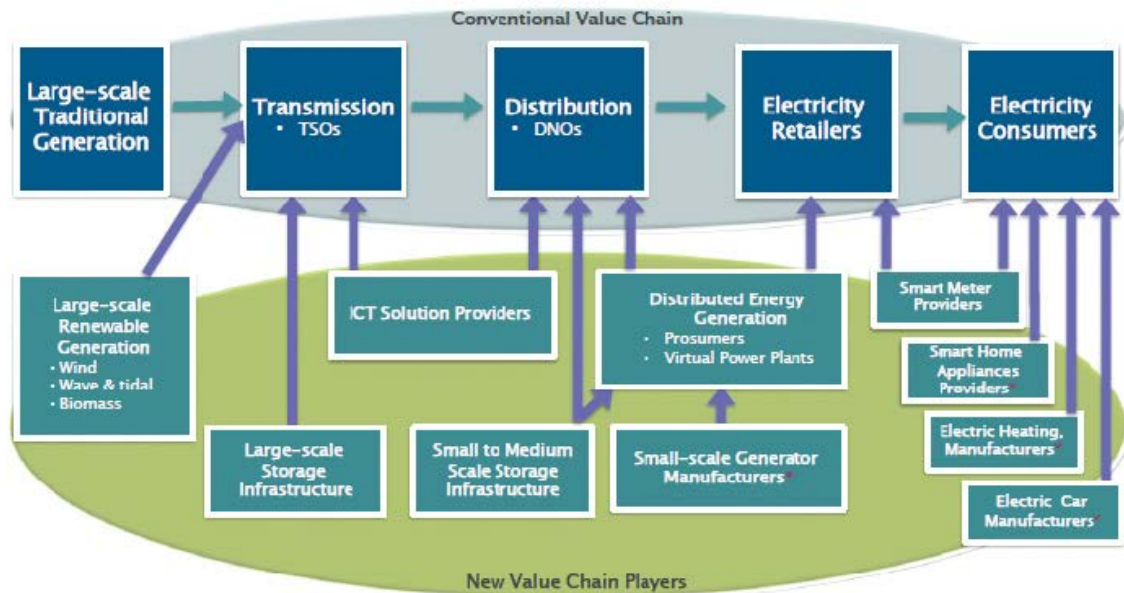 Conventional Value Chain
Large-scale
Traditional
Generation
Transmission
• TSOs
Distribution
• DNOs
Electricity
Retailers
Electricity
Consumers
Large-scale
Renewable
Generation
• Wind
• Wave & tidal
• Biomass
ICT Solution Providers
Distributed Energy
Generation
• Prosumers
• Virtual Power Plants
Smart Meter
Providers
Smart Home
Appliances
Providers*
Large-scale
Storage
Infrastructure
Small to Medium
Scale Storage
Infrastructure
Small-scale Generator
Manufacturers*
Electric Heating,
Manufacturers*
Electric Car
Manufacturers*
New Value Chain Players